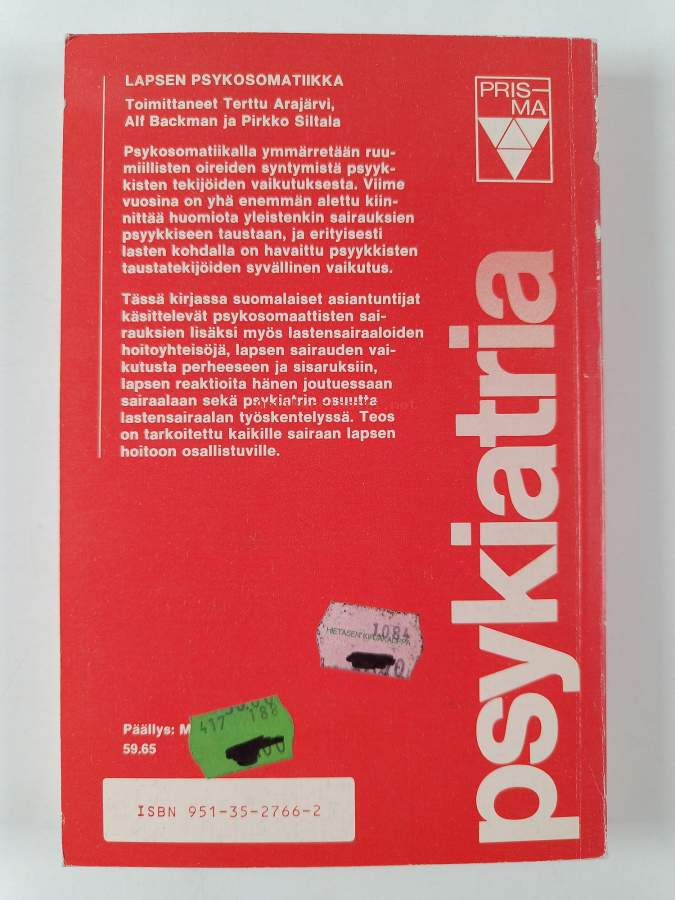 LAPSEN PSYKOSOMATIIKKA
Toimittaneet Terttu Arajärvi,
Alf Backman ja Pirkko Siltala
Psykosomatiikalla ymmärretään ruu-
miillisten oireiden syntymistä psyyk-
kisten tekijöiden vaikutuksesta. Viime
vuosina on yhä enemmän alettu kiin-
nittää huomiota yleistenkin sairauksien
psyykkiseen taustaan, ja erityisesti
lasten kohdalla on havaittu psyykkisten
taustatekijöiden syvällinen vaikutus.
Tässä kirjassa suomalaiset asiantuntijat
käsittelevät psykosomaattisten sai-
rauksien lisäksi myös lastensairaaloiden
hoitoyhteisöjä, lapsen sairauden vai-
kutusta perheeseen ja sisaruksiin,
lapsen reaktioita hänen joutuessaan
sairaalaan sekä psykiatrin osuutta
lastensairaalan työskentelyssä. Teos
on tarkoitettu kaikille sairaan lapsen
hoitoon osallistuville.
PRIS-
MA
psykiatria
1084
HIETASEN KIRJAKAUPPA
437 188
Päällys: M
59.65
ISBN 951-35-2766-2